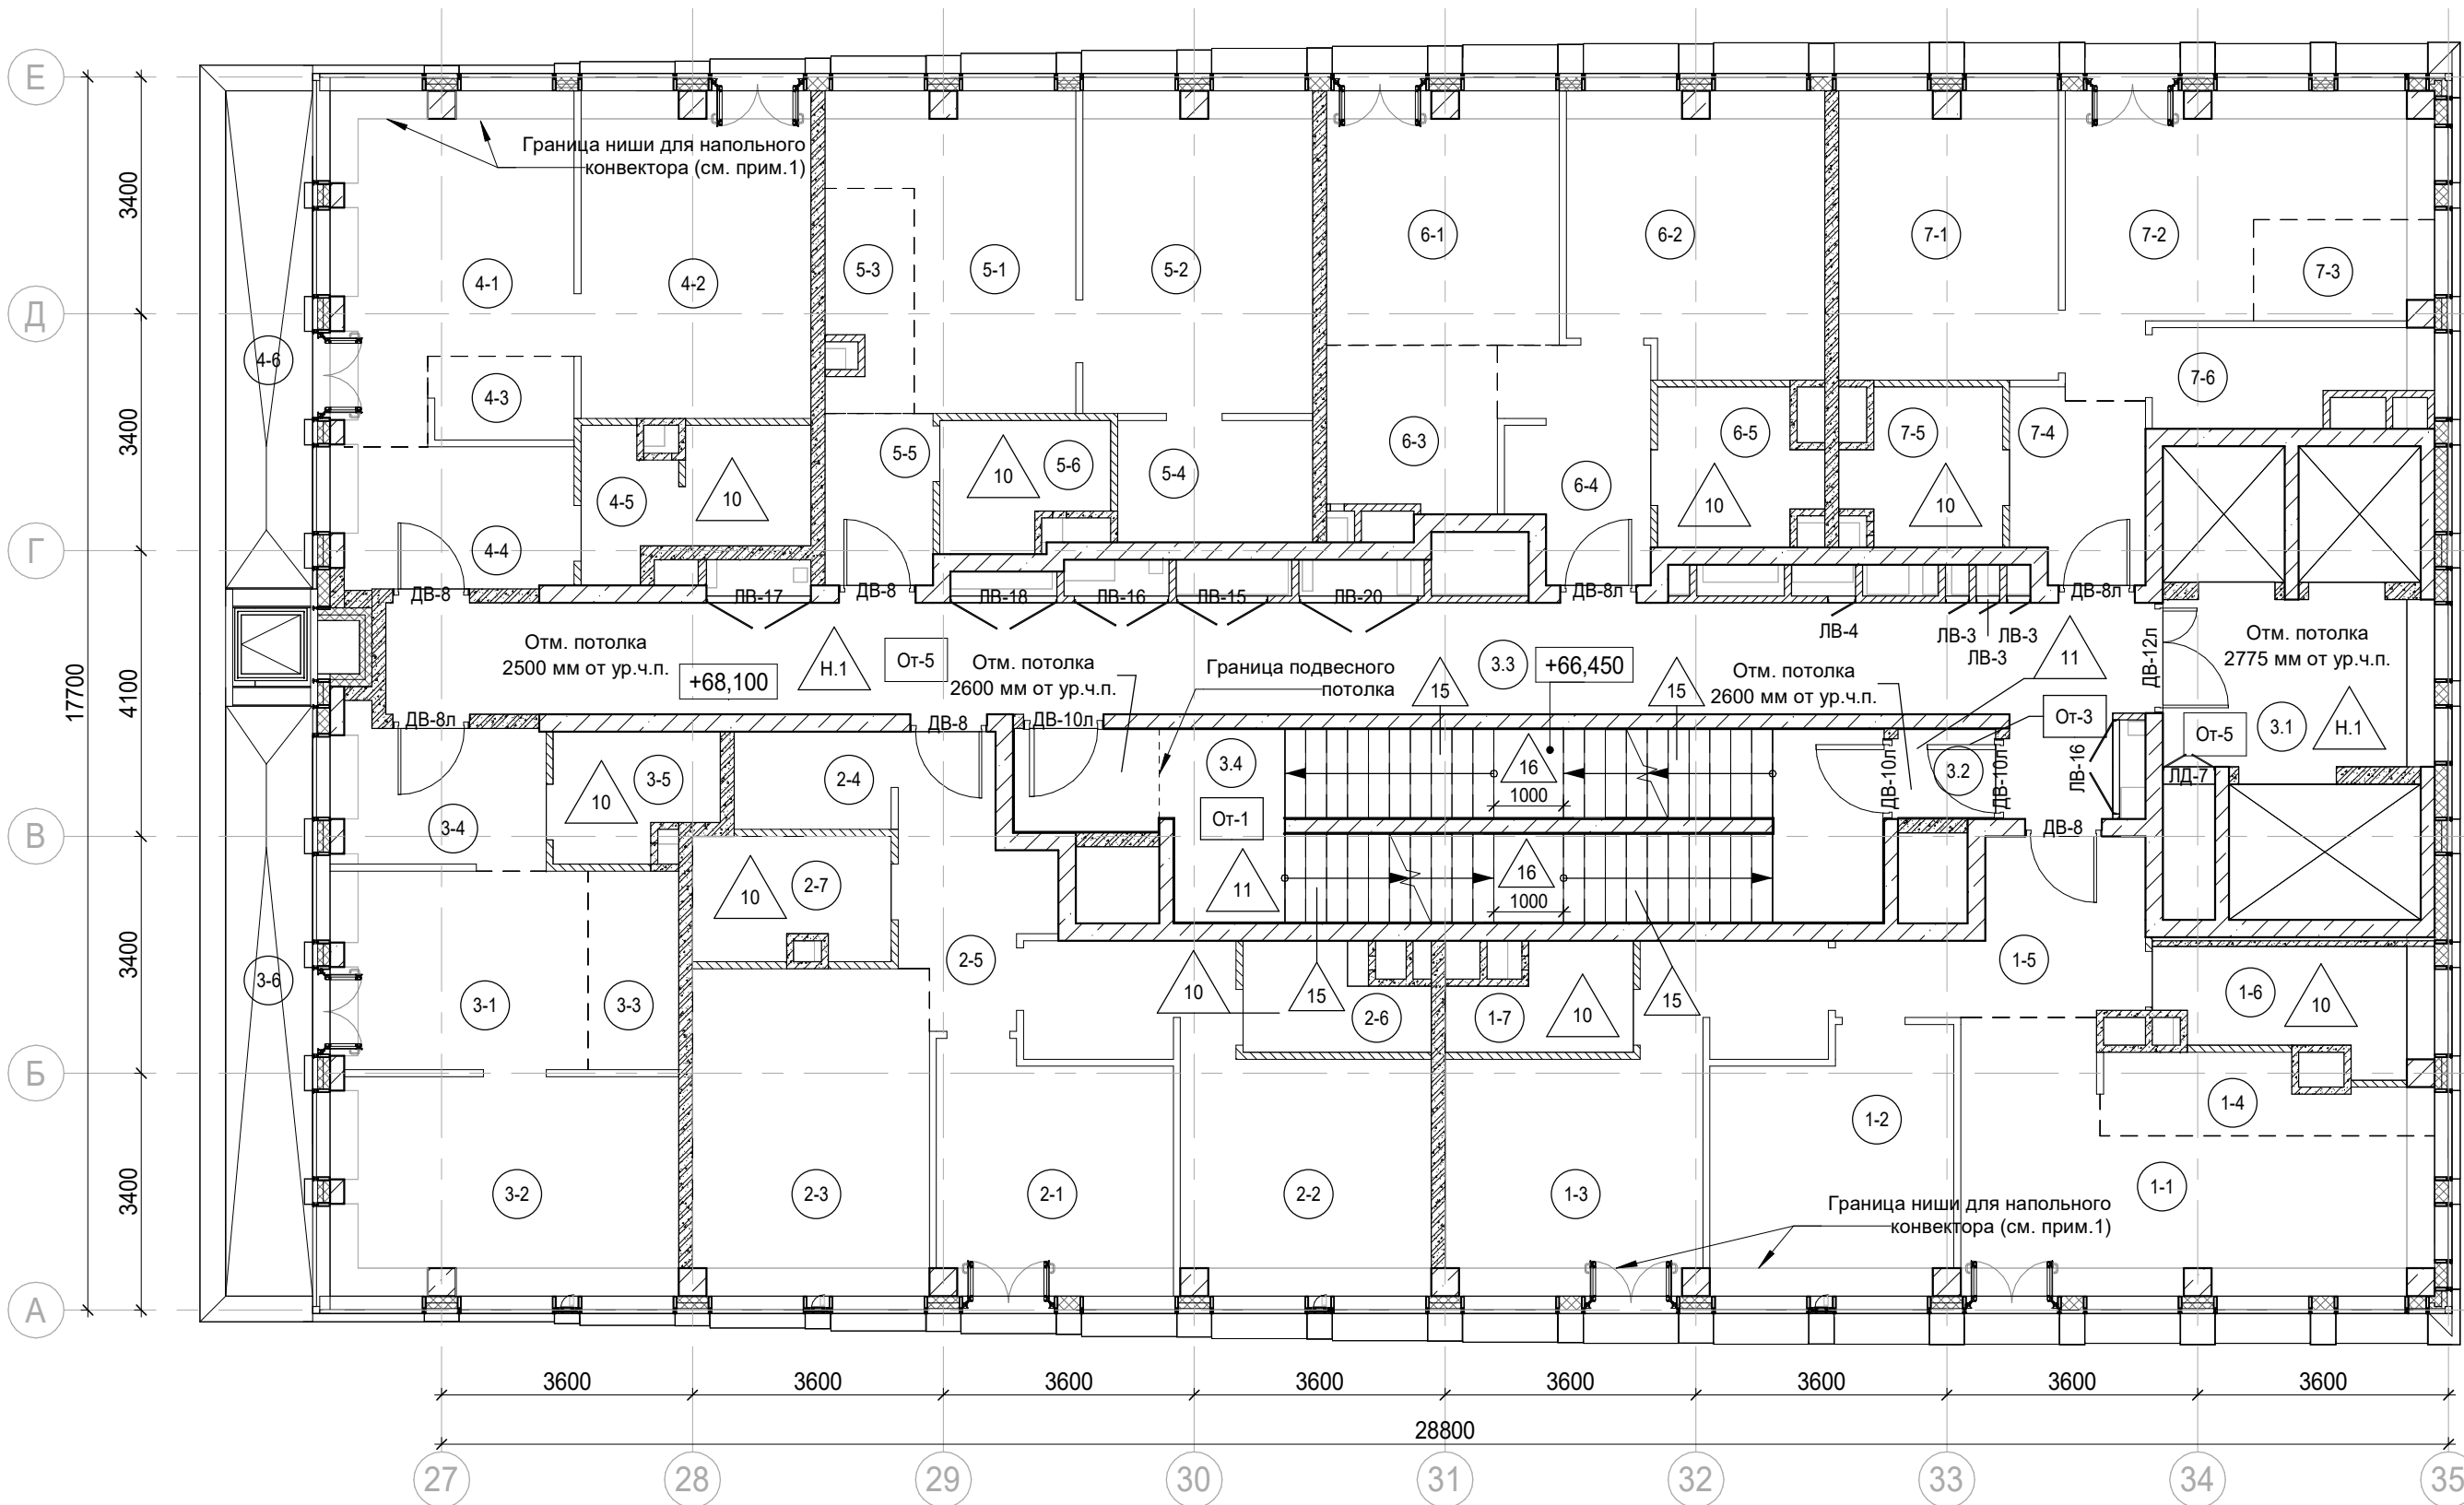 Е
Граница ниши для напольного
конвектора (см. прим.1)
3400
6-1
6-2
7-1
7-2
4-1
4-2
5-3
5-1
5-2
7-3
Д
4-6
4-3
7-6
3400
5-5
5-6
10
5-4
6-3
6-5
7-5
7-4
4-5
10
6-4
10
10
Г
4-4
ДВ-8
ЛВ-17
ДВ-8
ЛВ-18
ЛВ-16
ЛВ-15
ЛВ-20
ДВ-8л
ДВ-8л
ЛВ-4
ЛВ-3
ЛВ-3
ЛВ-3
17700
4100
Отм. потолка
2500 мм от ур.ч.п.
+68,100
Н.1
От-5
Отм. потолка
2600 мм от ур.ч.п.
Граница подвесного
потолка
15
3.3
+66,450
15
Отм. потолка
2600 мм от ур.ч.п.
11
ДВ-12л
Отм. потолка
2775 мм от ур.ч.п.
От-3
От-5
3.1
Н.1
ДВ-8л
ДВ-8
ДВ-10л
3-5
10
2-4
3.4
16
1000
ДВ-10л
3.2
ДВ-10л
ЛВ-16
ЛД-7
3-4
От-1
ДВ-8
В
2-7
10
11
16
1000
3400
3-6
3-1
3-3
2-5
10
15
2-6
1-7
10
15
1-5
1-6
10
Б
1-4
1-2
3400
3-2
2-3
2-1
2-2
1-3
1-1
Граница ниши для напольного
конвектора (см. прим.1)
А
3600
3600
3600
3600
3600
3600
3600
3600
28800
27
28
29
30
31
32
33
34
35